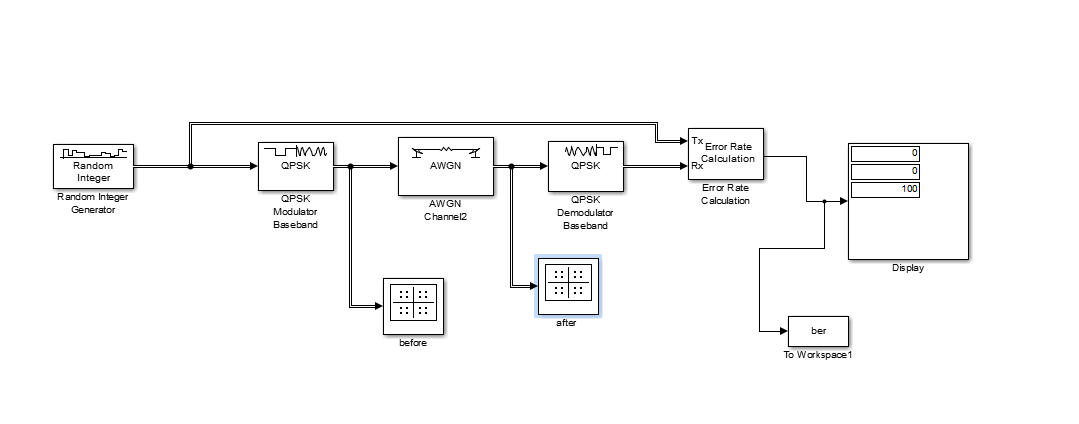 Random
Integer
Random Integer
Generator
QPSK
QPSK
Modulator
Baseband
AWGN
AWGN
Channel2
QPSK
QPSK
Demodulator
Baseband
Tx
Rx
Error Rate
Calculation
Error Rate
Calculation
0
0
100
Display
before
after
ber
To Workspace1